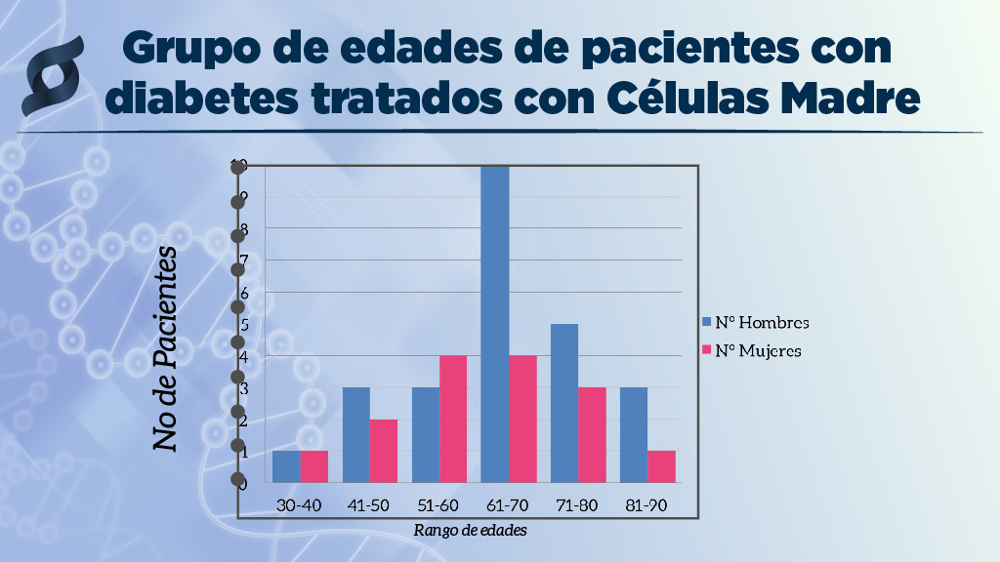 Grupo de edades de pacientes con
diabetes tratados con Células Madre
No de Pacientes
10
9
8
7
6
5
4
3
2
1
0
30-40 41-50 51-60 61-70 71-80 81-90
Rango de edades
N° Hombres
N° Mujeres